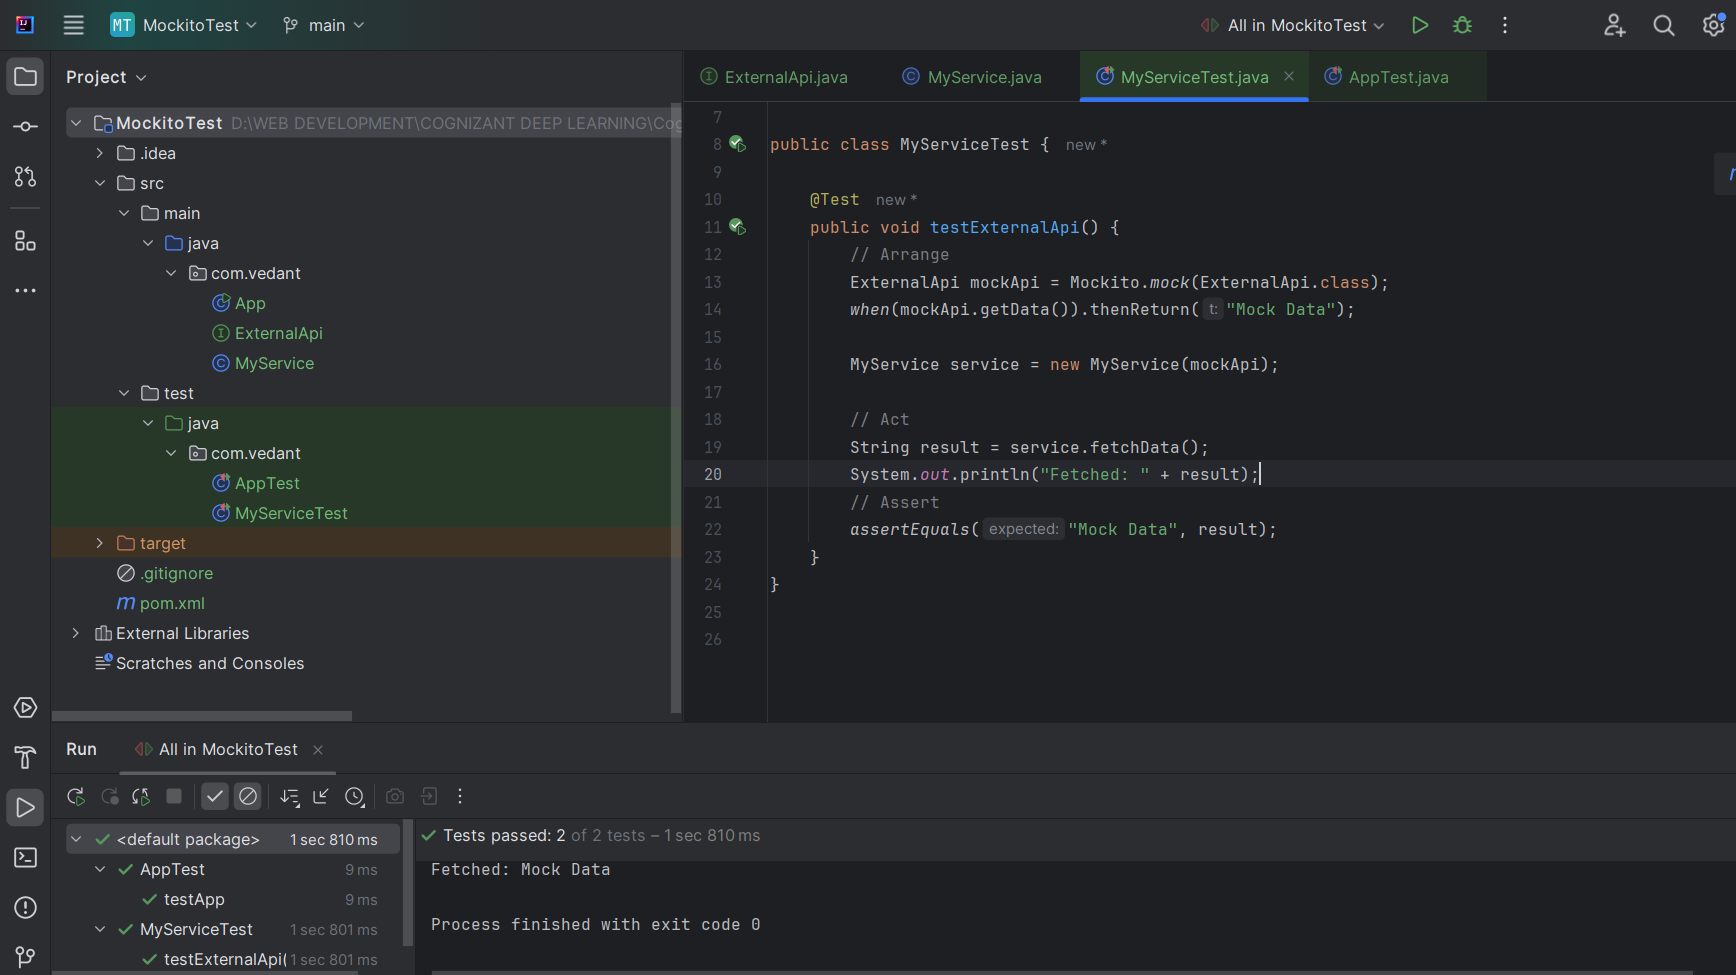 MT MockitoTest main All in MockitoTest
Project
MockitoTest D:\WEB DEVELOPMENT\COGNIZANT DEEP LEARNING\Cog
.idea
src
main
java
com.vedant
App
ExternalApi
MyService
test
java
com.vedant
AppTest
MyServiceTest
target
.gitignore
m pom.xml
External Libraries
Scratches and Consoles
ExternalApi.java MyService.java MyServiceTest.java AppTest.java
7
8 public class MyServiceTest { new *
9
10 @Test new *
11 public void testExternalApi() {
12 // Arrange
13 ExternalApi mockApi = Mockito.mock(ExternalApi.class);
14 when(mockApi.getData()).thenReturn( t: "Mock Data");
15
16 MyService service = new MyService(mockApi);
17
18 // Act
19 String result = service.fetchData();
20 System.out.println("Fetched: " + result);
21 // Assert
22 assertEquals( expected: "Mock Data", result);
23 }
24 }
25
26
Run All in MockitoTest
<default package> 1 sec 810 ms
AppTest 9 ms
testApp 9 ms
MyServiceTest 1 sec 801 ms
testExternalApi( 1 sec 801 ms
Tests passed: 2 of 2 tests – 1 sec 810 ms
Fetched: Mock Data
Process finished with exit code 0